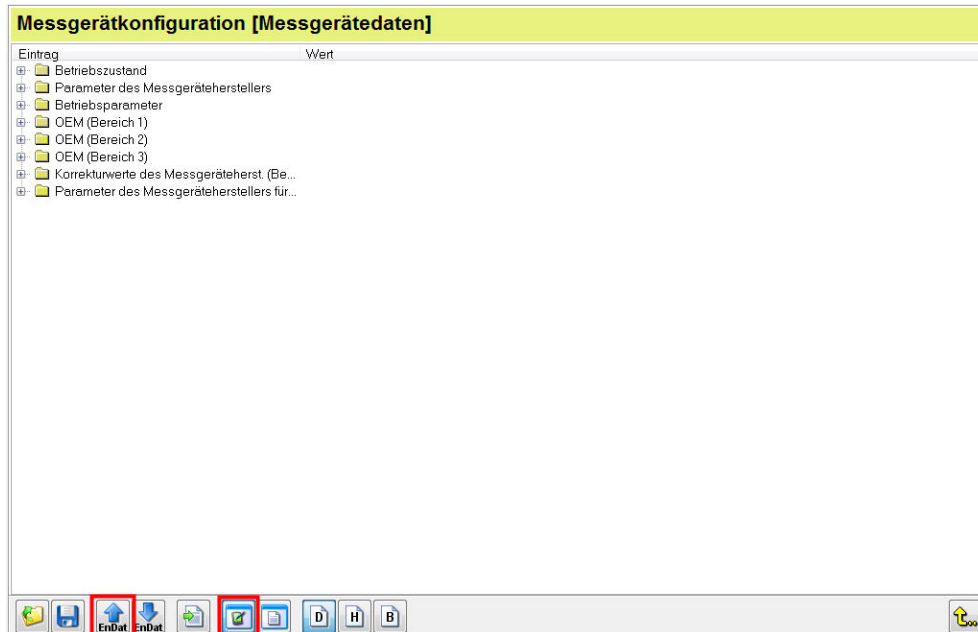 Messgerätkonfiguration [Messgerätedaten]
Eintrag Wert
Betriebszustand
Parameter des Messgeräteherstellers
Betriebsparameter
OEM (Bereich 1)
OEM (Bereich 2)
OEM (Bereich 3)
Korrekturwerte des Messgeräteherst. (Be...
Parameter des Messgeräteherstellers für...
EnDat EnDat D H B